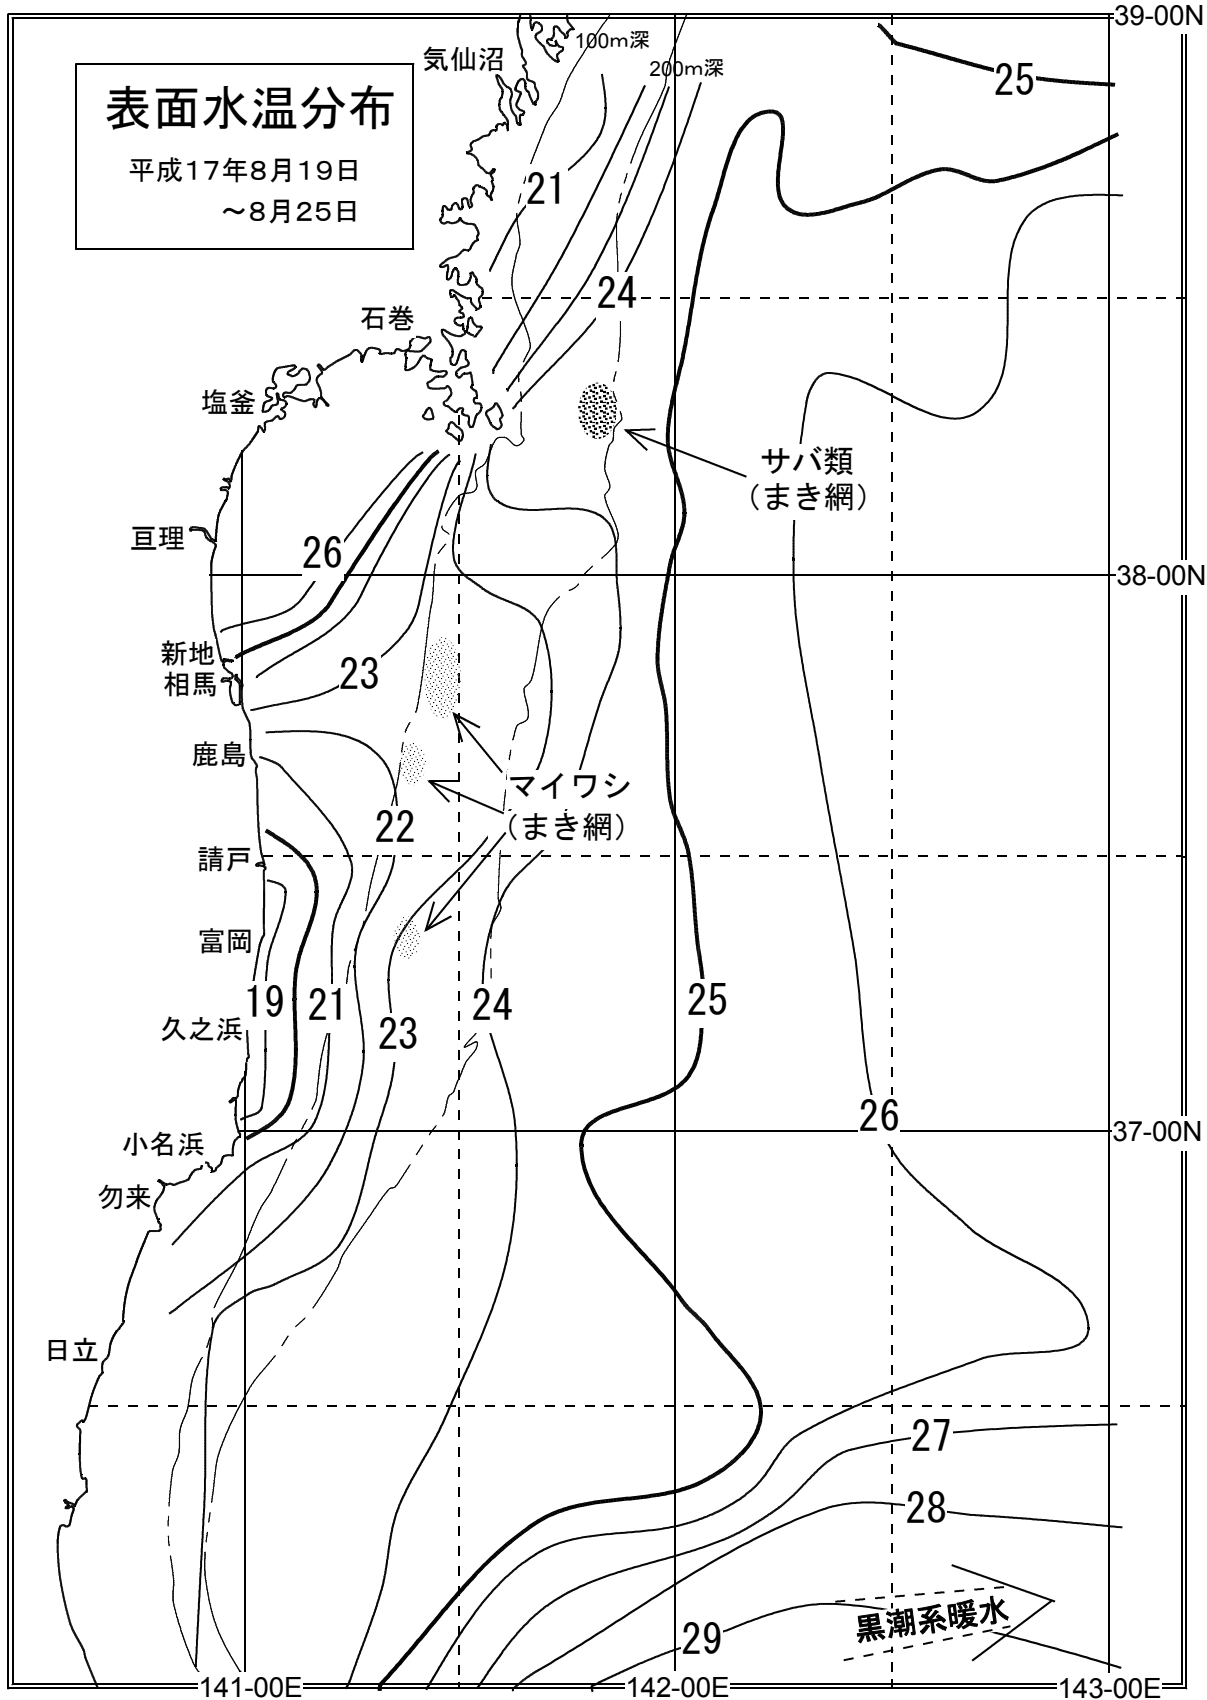 39-00N
100m深
気仙沼
200m深
25
表面水温分布
平成17年8月19日
～8月25日
21
24
石巻
塩釜
サバ類
（まき網）
亘理
26
38-00N
新地
23
相馬
鹿島
マイワシ
22
（まき網）
請戸
富岡
19
21
24
25
久之浜
23
26
37-00N
小名浜
勿来
日立
27
28
黒潮系暖水
29
141-00E
142-00E
143-00E